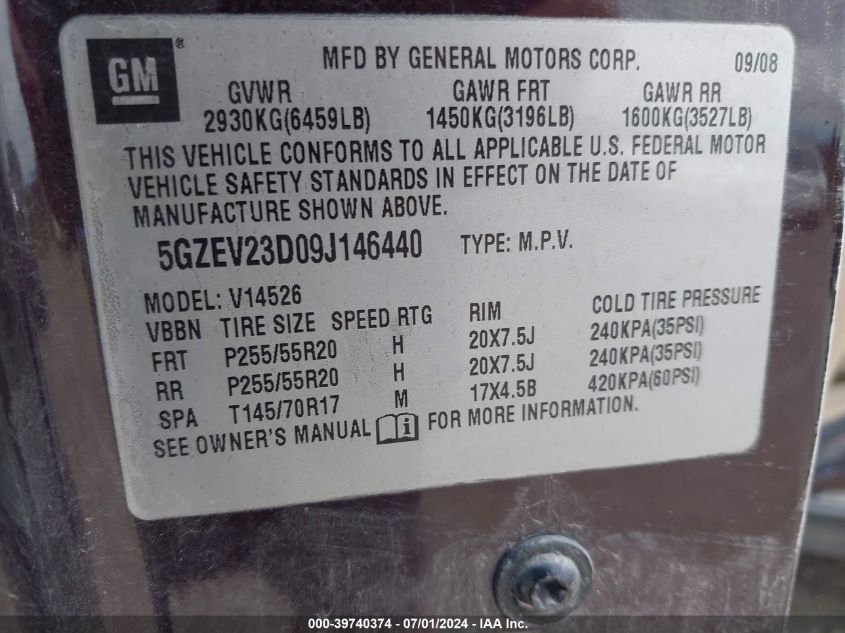 GM ®
MFD BY GENERAL MOTORS CORP. 09/08
GVWR GAWR FRT GAWR RR
2930KG(6459LB) 1450KG(3196LB) 1600KG(3527LB)
THIS VEHICLE CONFORMS TO ALL APPLICABLE U.S. FEDERAL MOTOR
VEHICLE SAFETY STANDARDS IN EFFECT ON THE DATE OF
MANUFACTURE SHOWN ABOVE.
5GZEV23D09J146440 TYPE: M.P.V.
MODEL: V14526
VBBN TIRE SIZE SPEED RTG RIM COLD TIRE PRESSURE
FRT P255/55R20 H 20X7.5J 240KPA(35PSI)
RR P255/55R20 H 20X7.5J 240KPA(35PSI)
SPA T145/70R17 M 17X4.5B 420KPA(60PSI)
SEE OWNER'S MANUAL i FOR MORE INFORMATION.
000-39740374 - 07/01/2024 - IAA Inc.